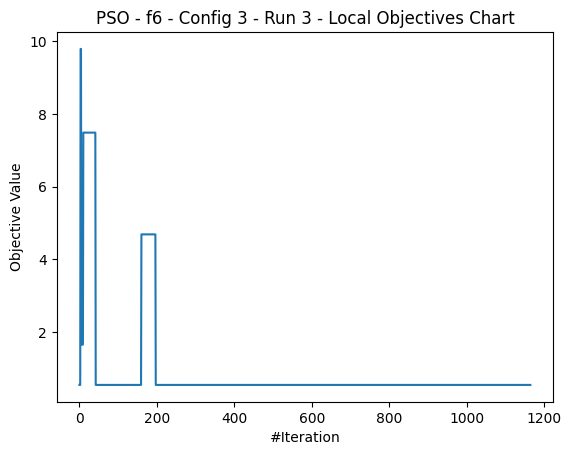 PSO - f6 - Config 3 - Run 3 - Local Objectives Chart
10
8
6
4
2
Objective Value
0 200 400 600 800 1000 1200
#Iteration